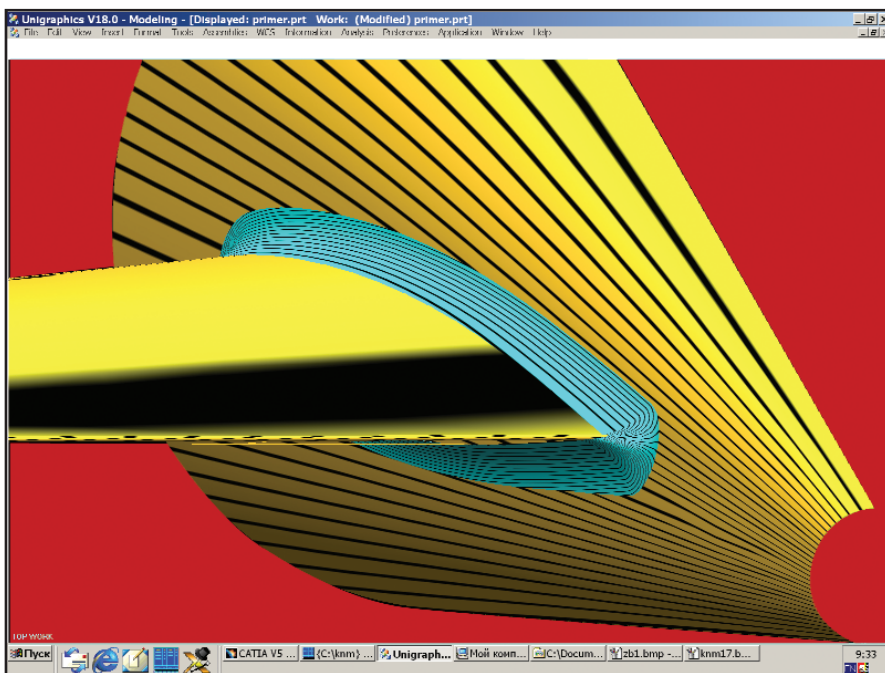 Unigraphics V18.0 - Modeling - [Displayed: primer.prt Work: (Modified) primer.prt]
File Edit View Insert Format Tools Assemblies WCS Information Analysis Preferences Application Window Help
TOP WORK
Пуск CATIA V5 ... {C:\knm} ... Unigraph... Мой комп... C:\Docum... zb1.bmp -... knm17.b... 9:33